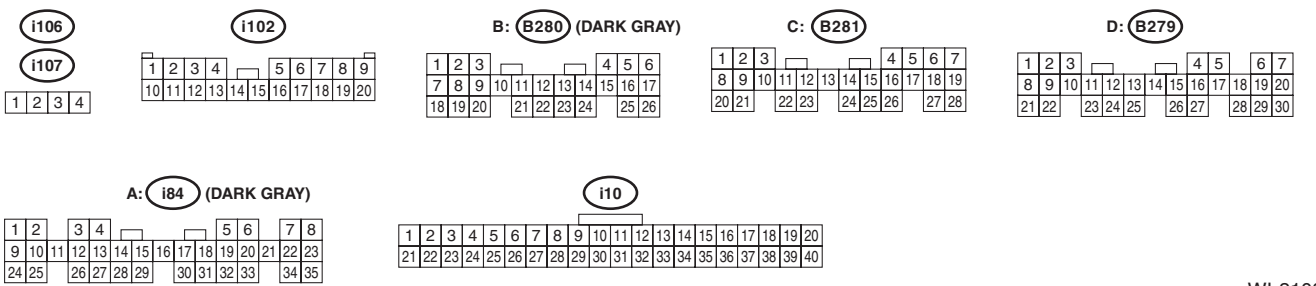 i106
i107
1 2 3 4
i102
1 2 3 4 5 6 7 8 9
10 11 12 13 14 15 16 17 18 19 20
B: B280 (DARK GRAY)
1 2 3 4 5 6
7 8 9 10 11 12 13 14 15 16 17
18 19 20 21 22 23 24 25 26
C: B281
1 2 3 4 5 6 7
8 9 10 11 12 13 14 15 16 17 18 19
20 21 22 23 24 25 26 27 28
D: B279
1 2 3 4 5 6 7
8 9 10 11 12 13 14 15 16 17 18 19 20
21 22 23 24 25 26 27 28 29 30
A: i84 (DARK GRAY)
1 2 3 4 5 6 7 8
9 10 11 12 13 14 15 16 17 18 19 20 21 22 23
24 25 26 27 28 29 30 31 32 33 34 35
i10
1 2 3 4 5 6 7 8 9 10 11 12 13 14 15 16 17 18 19 20
21 22 23 24 25 26 27 28 29 30 31 32 33 34 35 36 37 38 39 40